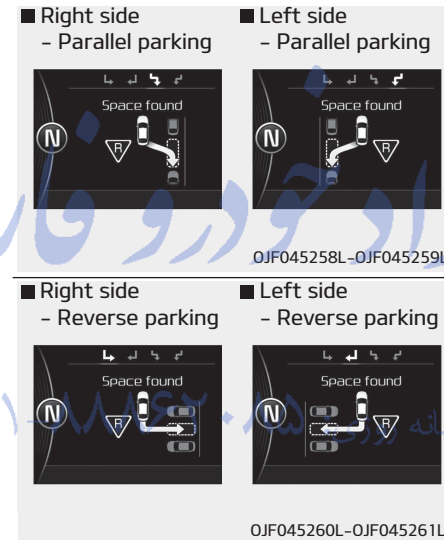 ■ Right side
– Parallel parking
■ Left side
– Parallel parking
Space found
N
R
Space found
N
R
OJF045258L-OJF045259L
■ Right side
– Reverse parking
■ Left side
– Reverse parking
Space found
N
R
Space found
N
R
OJF045260L-OJF045261L